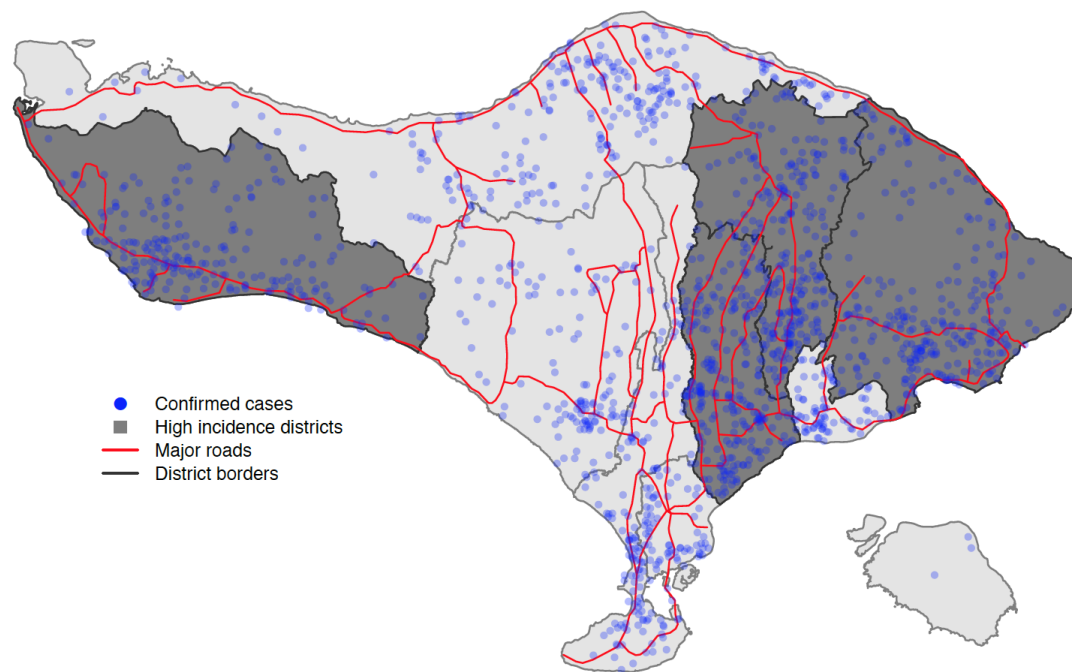 Confirmed cases
High incidence districts
Major roads
District borders